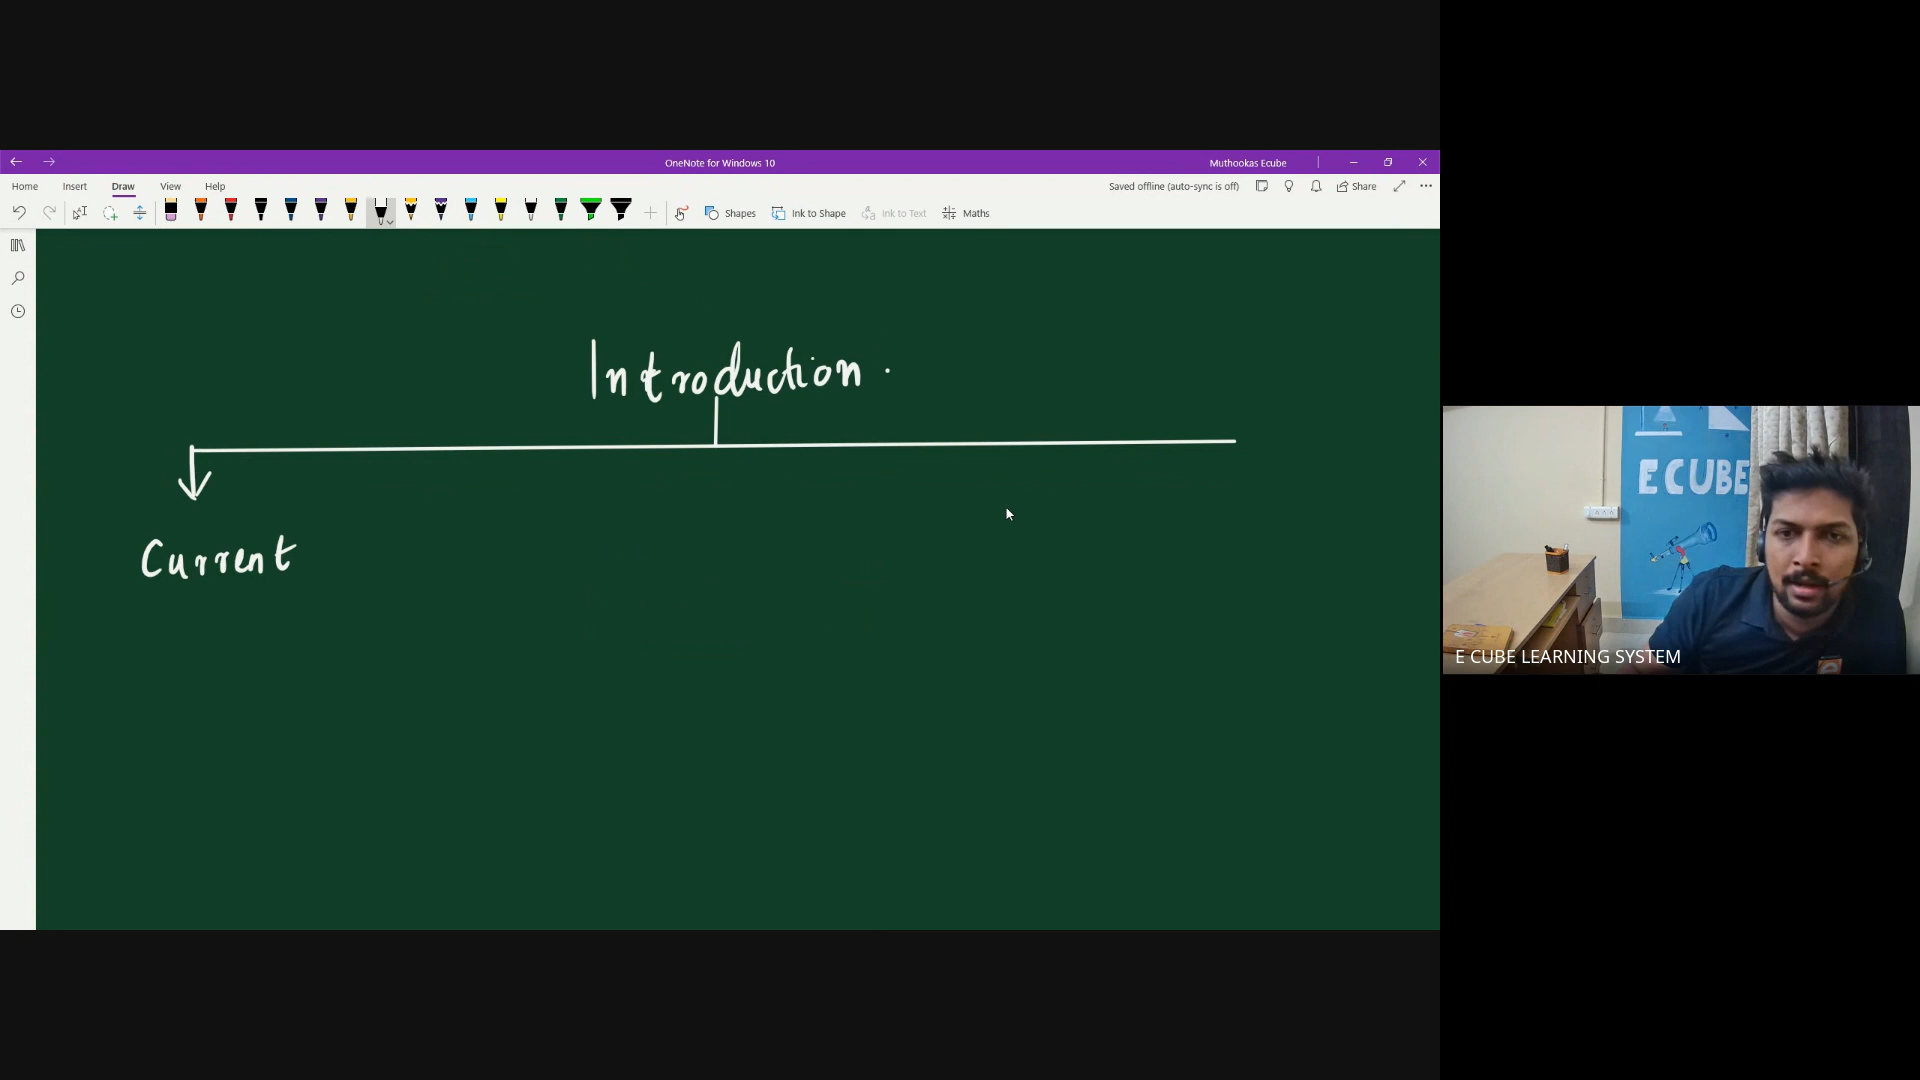 OneNote for Windows 10
Muthookas Ecube
Home Insert Draw View Help
Saved offline (auto-sync is off)
Share
Shapes
Ink to Shape
Ink to Text
Maths
Introduction .
Current
E CUBE
E CUBE LEARNING SYSTEM